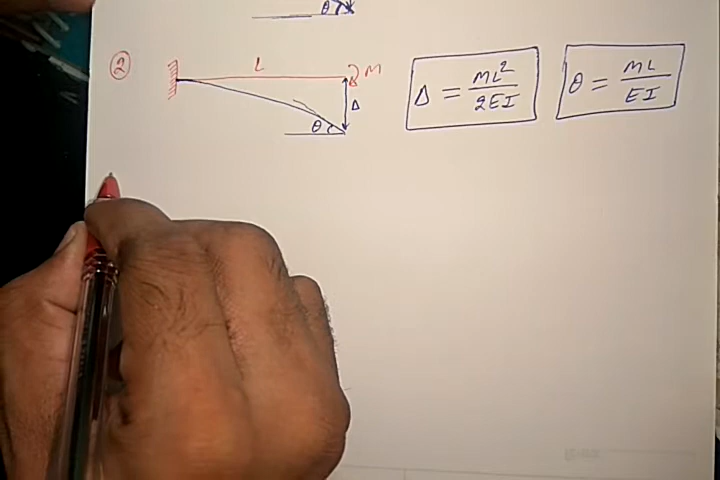 θ
2 L M
Δ
θ
Δ = ML²/2EI
θ = ML/EI